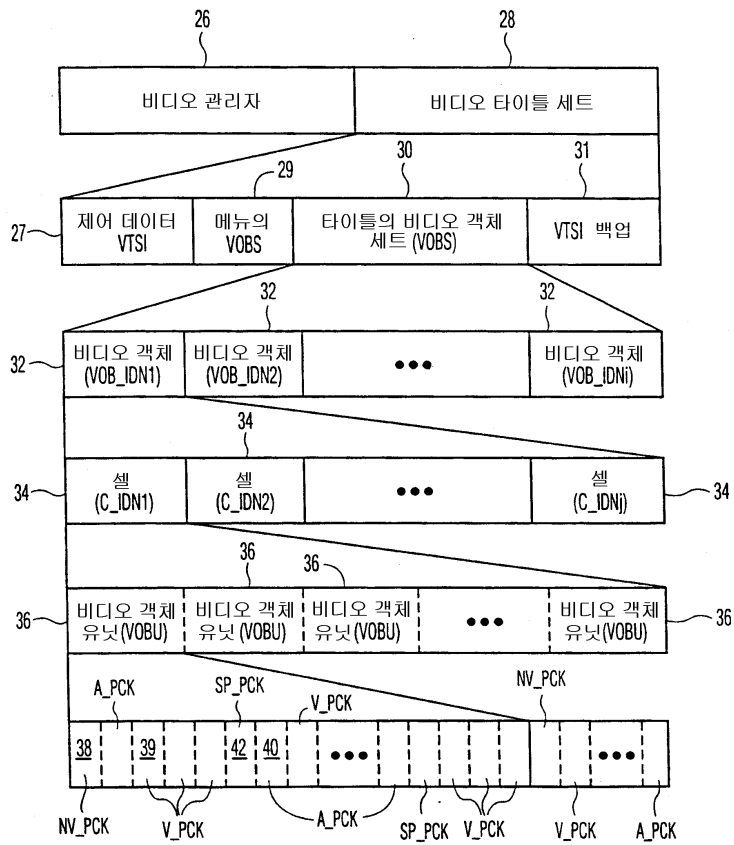 26
28
비디오 관리자
비디오 타이틀 세트
29
30
31
27
제어 데이터
VTSI
메뉴의
VOBS
타이틀의 비디오 객체
세트 (VOBS)
VTSI 백업
32
32
32
비디오 객체
(VOB_IDN1)
비디오 객체
(VOB_IDN2)
•••
비디오 객체
(VOB_IDNi)
34
34
셀
(C_IDN1)
셀
(C_IDN2)
•••
셀
(C_IDNj)
34
36
36
36
비디오 객체
유닛(VOBU)
비디오 객체
유닛(VOBU)
비디오 객체
유닛(VOBU)
•••
비디오 객체
유닛(VOBU)
36
A_PCK
SP_PCK
V_PCK
NV_PCK
38
39
42
40
•••
•••
NV_PCK
V_PCK
A_PCK
SP_PCK
V_PCK
V_PCK
A_PCK